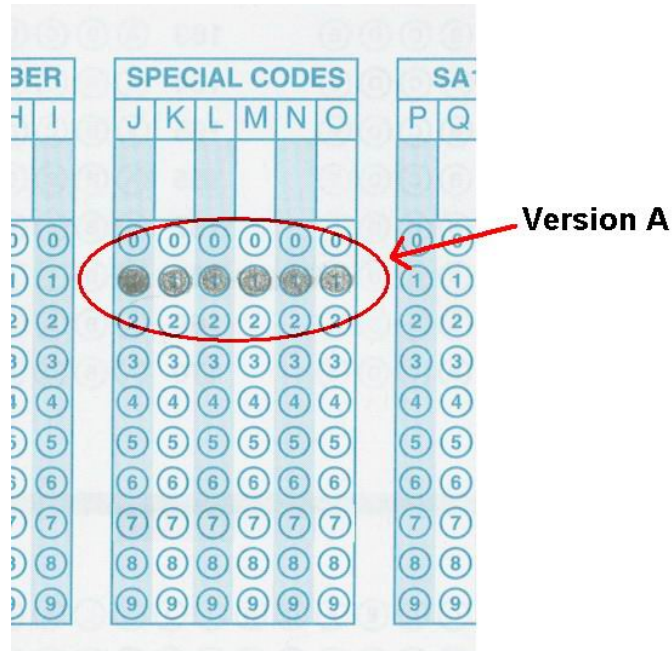 BER SPECIAL CODES SA
H I J K L M N O P Q
Version A
0 0 0 0 0 0 0 0 0 0
1 1 1 1 1 1 1 1 1
2 2 2 2 2 2 2 2 2 2
3 3 3 3 3 3 3 3 3 3
4 4 4 4 4 4 4 4 4 4
5 5 5 5 5 5 5 5 5 5
6 6 6 6 6 6 6 6 6 6
7 7 7 7 7 7 7 7 7 7
8 8 8 8 8 8 8 8 8 8
9 9 9 9 9 9 9 9 9 9